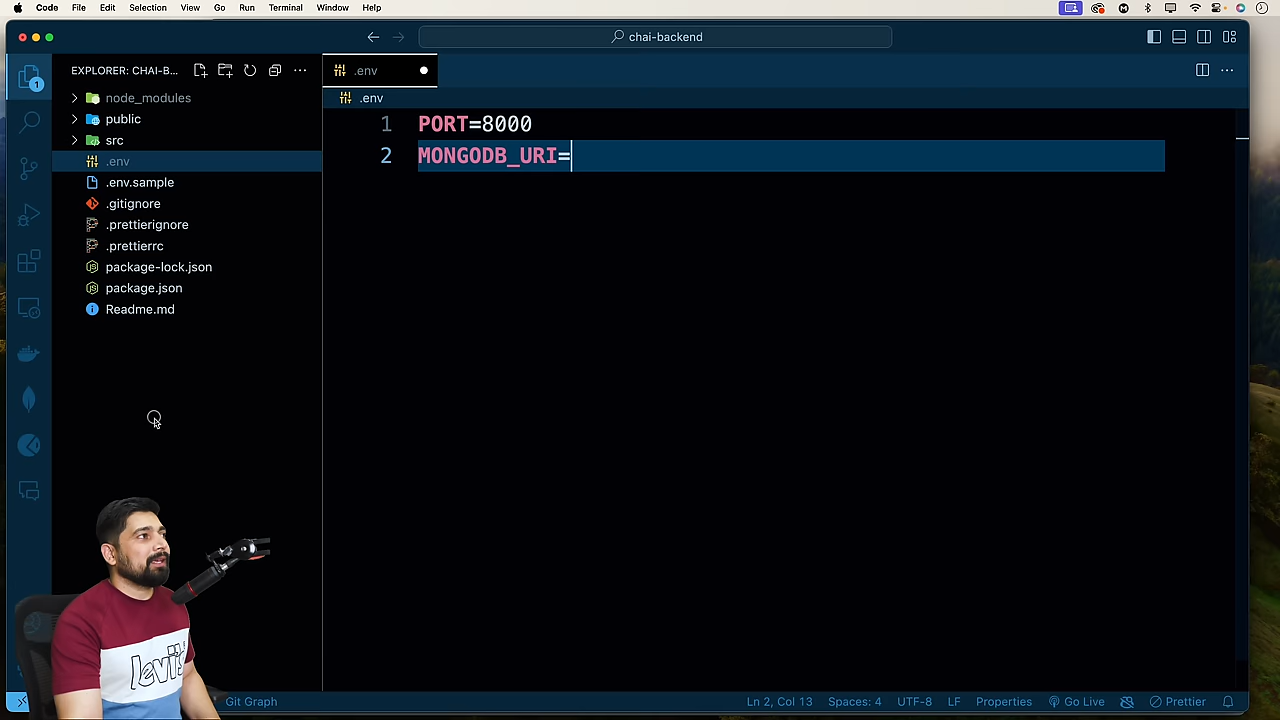 Code File Edit Selection View Go Run Terminal Window Help
chai-backend
EXPLORER: CHAI-B...
.env
1
node_modules
.env
public
1 PORT=8000
src
2 MONGODB_URI=
.env
.env.sample
.gitignore
.prettierignore
.prettierrc
package-lock.json
package.json
Readme.md
levi's
Git Graph
Ln 2, Col 13 Spaces: 4 UTF-8 LF Properties Go Live Prettier